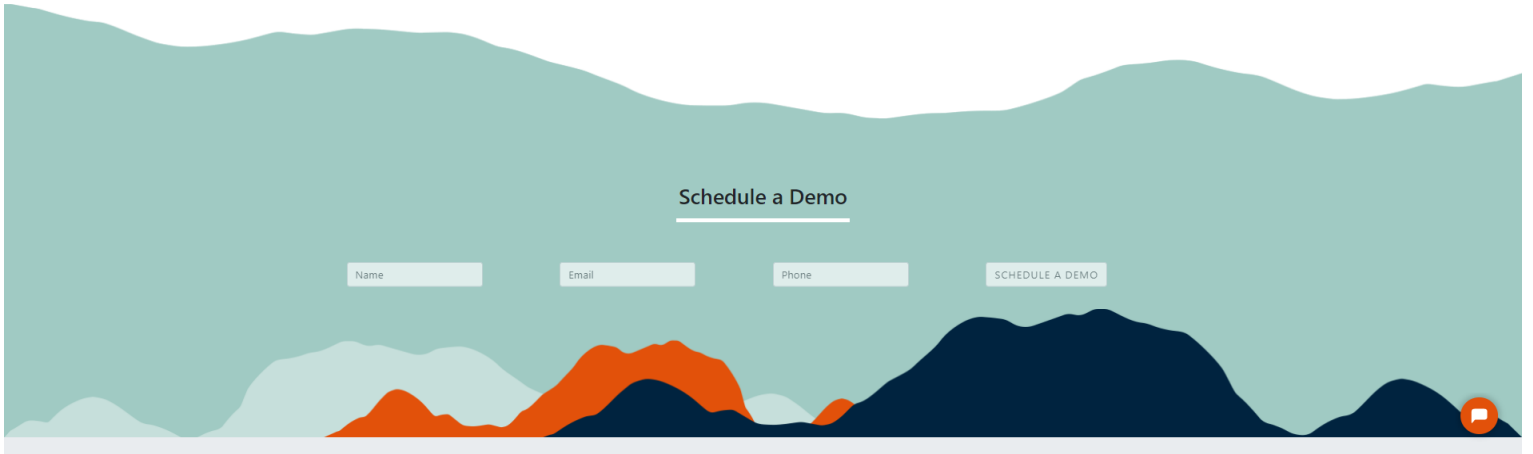 Schedule a Demo
Name
Email
Phone
SCHEDULE A DEMO